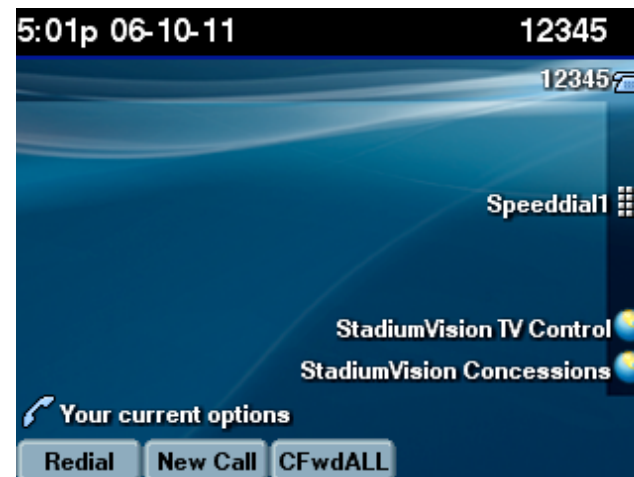 5:01p 06-10-11 12345
12345
Speeddial1
StadiumVision TV Control
StadiumVision Concessions
Your current options
Redial New Call CFwdALL